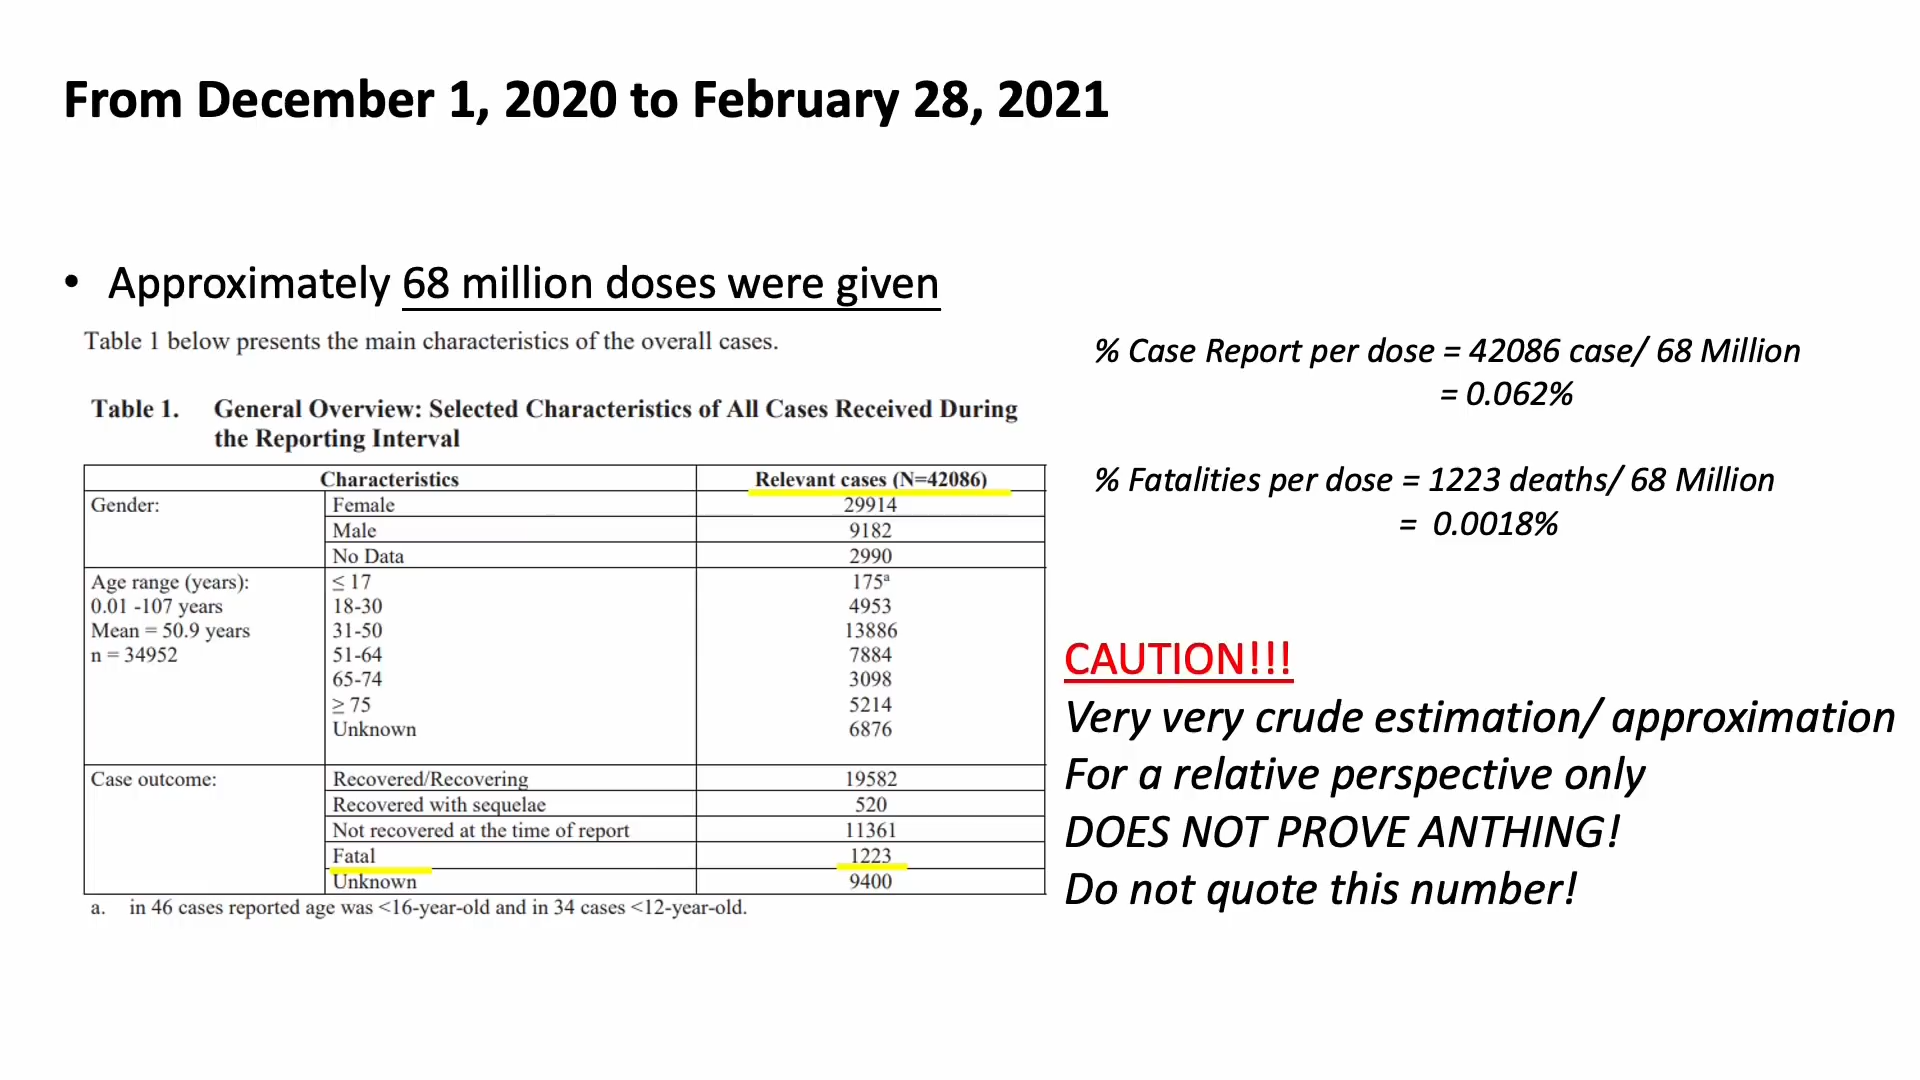 From December 1, 2020 to February 28, 2021
• Approximately 68 million doses were given
Table 1 below presents the main characteristics of the overall cases.
Table 1. General Overview: Selected Characteristics of All Cases Received During
the Reporting Interval
Characteristics Relevant cases (N=42086)
Gender: Female 29914
Male 9182
No Data 2990
Age range (years): ≤ 17 175ª
0.01 -107 years 18-30 4953
Mean = 50.9 years 31-50 13886
n = 34952 51-64 7884
65-74 3098
≥ 75 5214
Unknown 6876
Case outcome: Recovered/Recovering 19582
Recovered with sequelae 520
Not recovered at the time of report 11361
Fatal 1223
Unknown 9400
a. in 46 cases reported age was <16-year-old and in 34 cases <12-year-old.
% Case Report per dose = 42086 case/ 68 Million
= 0.062%
% Fatalities per dose = 1223 deaths/ 68 Million
= 0.0018%
CAUTION!!!
Very very crude estimation/ approximation
For a relative perspective only
DOES NOT PROVE ANTHING!
Do not quote this number!